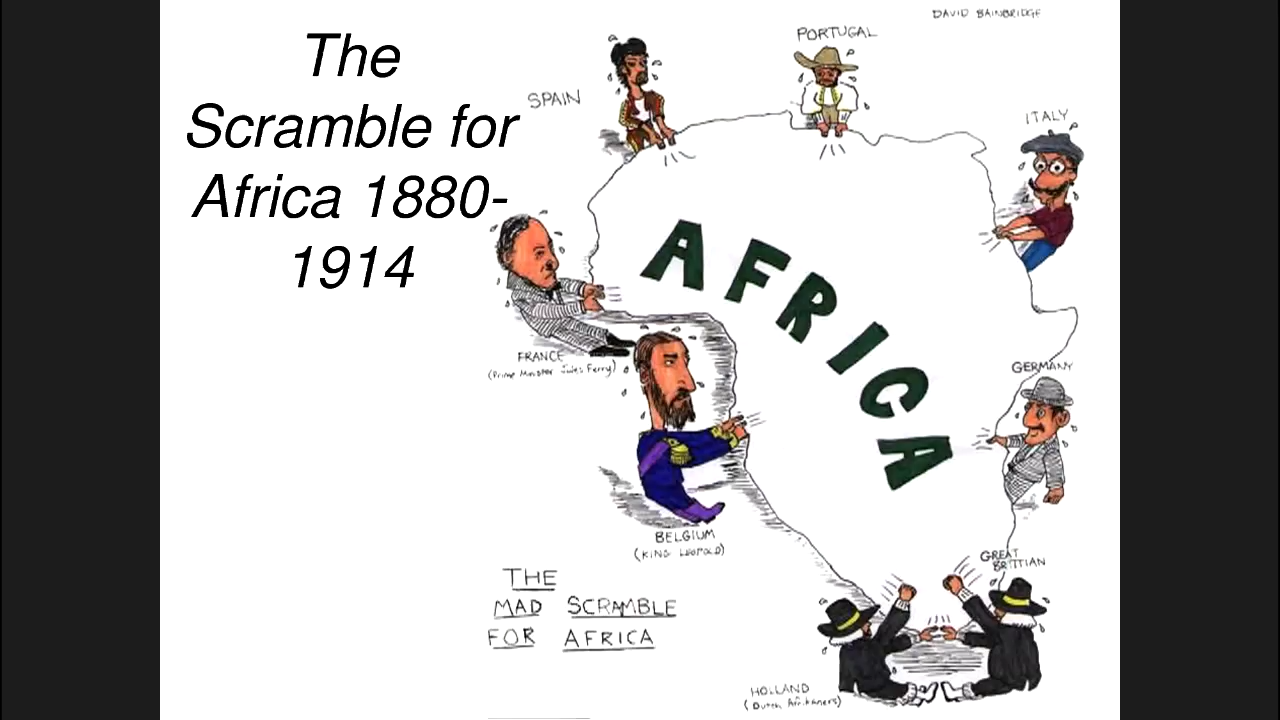 The
Scramble for
Africa 1880-
1914
DAVID BAINBRIDGE
PORTUGAL
SPAIN
ITALY
AFRICA
FRANCE
(Prime Minister Jules Ferry)
GERMANY
BELGIUM
(KING LEOPOLD)
GREAT
BRITTIAN
THE
MAD SCRAMBLE
FOR AFRICA
HOLLAND
(Dutch Afrikaners)